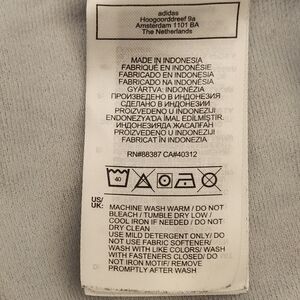 adidas
Hoogoorddreef 9a
Amsterdam 1101 BA
The Netherlands
MADE IN INDONESIA
FABRIQUÉ EN INDONÉSIE
FABRICADO EN INDONESIA
FABRICADO NA INDONÉSIA
GYÁRTVA: INDONÉZIA
ПРОИЗВЕДЕНО В ИНДОНЕЗИЯ
СДЕЛАНО В ИНДОНЕЗИИ
PROIZVEDENO U INDONEZIJI
ENDONEZYA'DA İMAL EDİLMİŞTİR.
ИНДОНЕЗИЯДА ЖАСАЛҒАН
PROIZVEDENO U INDONEZIJI
FABRICAT ÎN INDONEZIA
RN#88387 CA#40312
40
US/
UK:
MACHINE WASH WARM / DO NOT
BLEACH / TUMBLE DRY LOW /
COOL IRON IF NEEDED / DO NOT
DRY CLEAN
USE MILD DETERGENT ONLY/ DO
NOT USE FABRIC SOFTENER/
WASH WITH LIKE COLORS/ WASH
WITH FASTENERS CLOSED/ DO
NOT IRON MOTIF/ REMOVE
PROMPTLY AFTER WASH